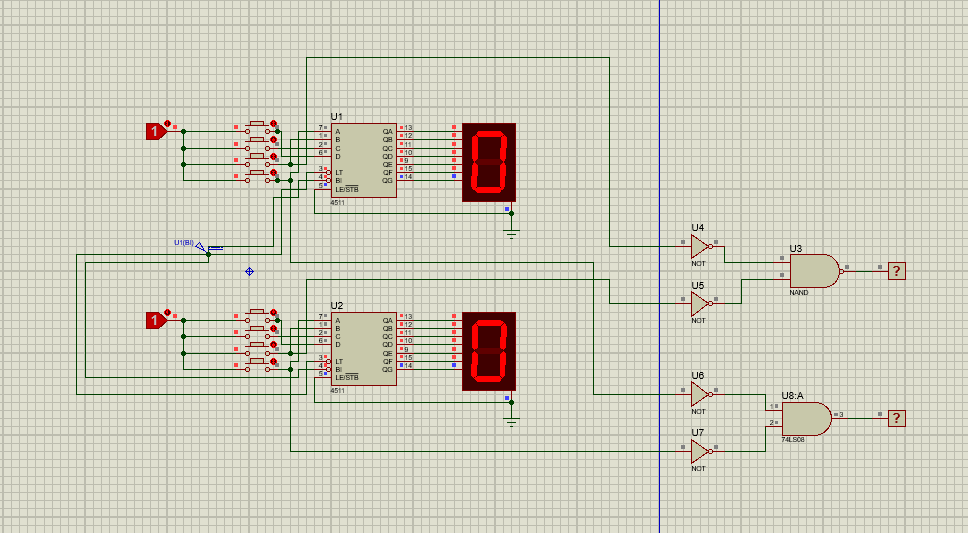 U1
1
7 A QA 13
1 B QB 12
2 C QC 11
6 D QD 10
QE 9
3 LT QF 15
4 BI QG 14
5 LE/STB
4511
0
U1(BI)
U4
NOT
U3
NAND
?
U5
NOT
U2
1
7 A QA 13
1 B QB 12
2 C QC 11
6 D QD 10
QE 9
3 LT QF 15
4 BI QG 14
5 LE/STB
4511
0
U6
NOT
U8:A
1
2
3
74LS08
?
U7
NOT